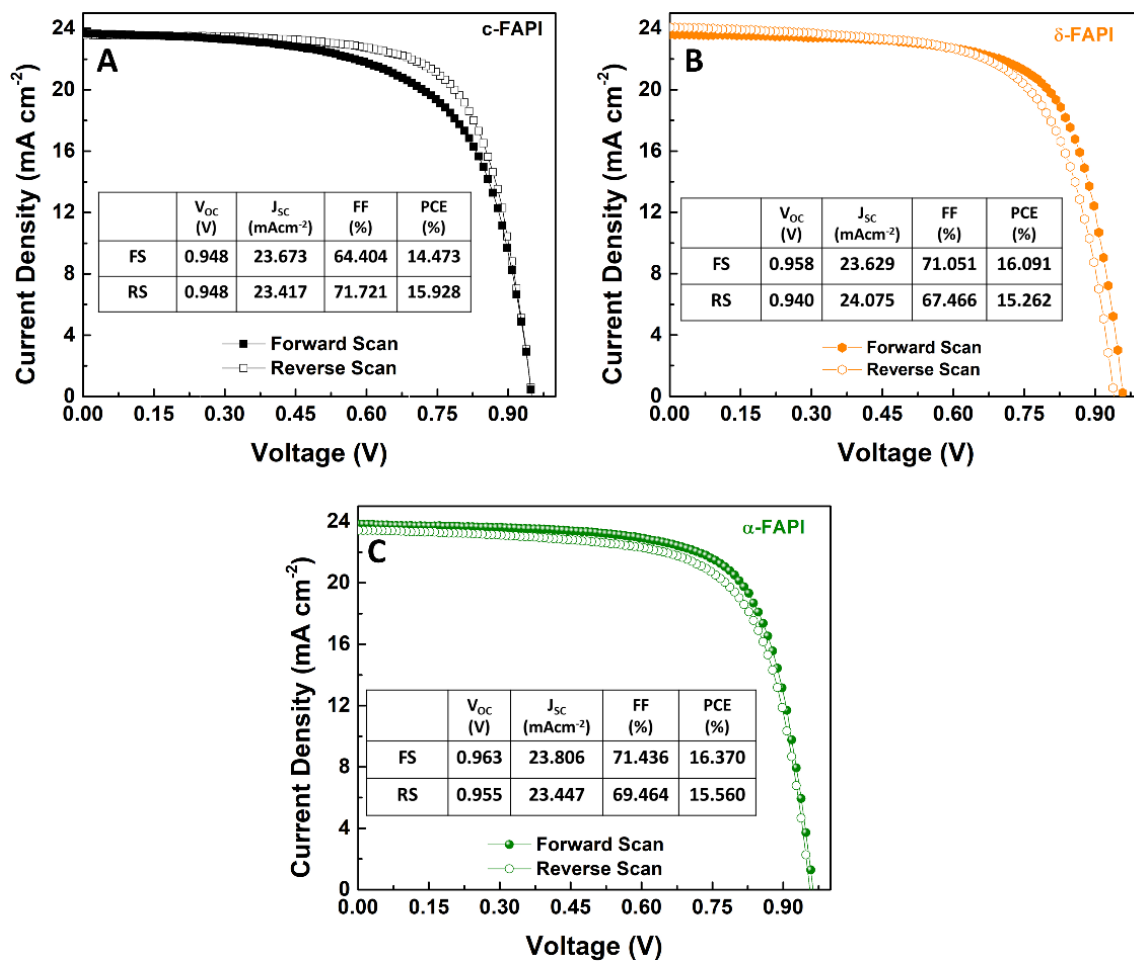 A
c-FAPI
Current Density (mA cm⁻²)
24
20
16
12
8
4
0
V_OC (V) J_SC (mAcm⁻²) FF (%) PCE (%)
FS 0.948 23.673 64.404 14.473
RS 0.948 23.417 71.721 15.928
Forward Scan
Reverse Scan
0.00 0.15 0.30 0.45 0.60 0.75 0.90
Voltage (V)
B
δ-FAPI
Current Density (mA cm⁻²)
24
20
16
12
8
4
0
V_OC (V) J_SC (mAcm⁻²) FF (%) PCE (%)
FS 0.958 23.629 71.051 16.091
RS 0.940 24.075 67.466 15.262
Forward Scan
Reverse Scan
0.00 0.15 0.30 0.45 0.60 0.75 0.90
Voltage (V)
C
α-FAPI
Current Density (mA cm⁻²)
24
20
16
12
8
4
0
V_OC (V) J_SC (mAcm⁻²) FF (%) PCE (%)
FS 0.963 23.806 71.436 16.370
RS 0.955 23.447 69.464 15.560
Forward Scan
Reverse Scan
0.00 0.15 0.30 0.45 0.60 0.75 0.90
Voltage (V)